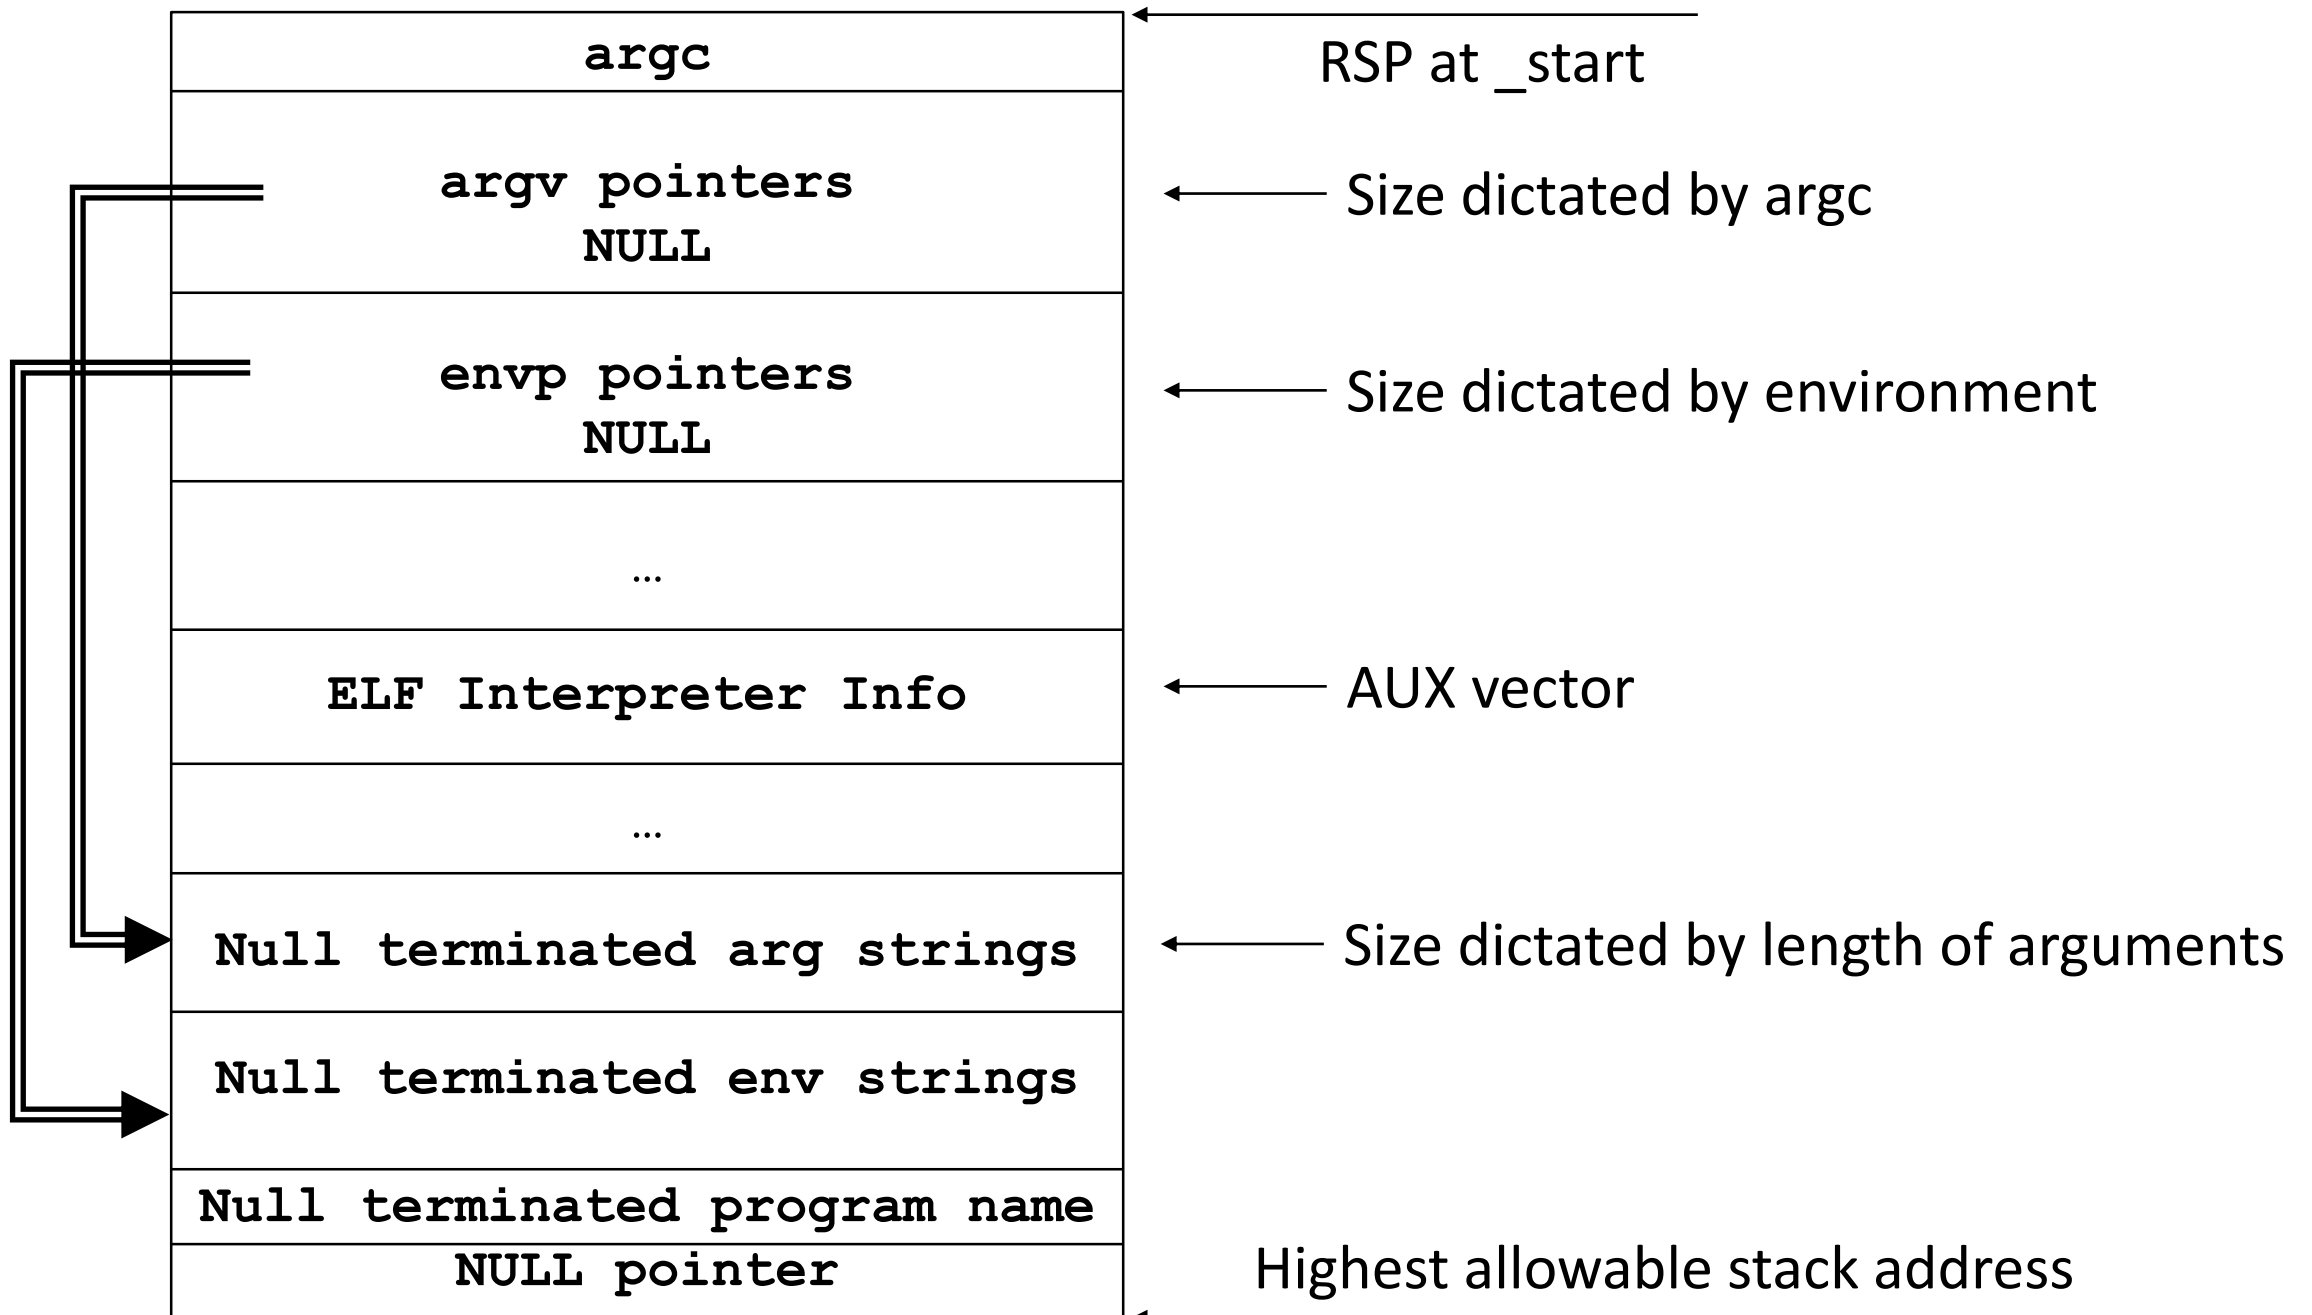 argc
RSP at _start
argv pointers
NULL
Size dictated by argc
envp pointers
NULL
Size dictated by environment
…
ELF Interpreter Info
AUX vector
…
Null terminated arg strings
Size dictated by length of arguments
Null terminated env strings
Null terminated program name
NULL pointer
Highest allowable stack address